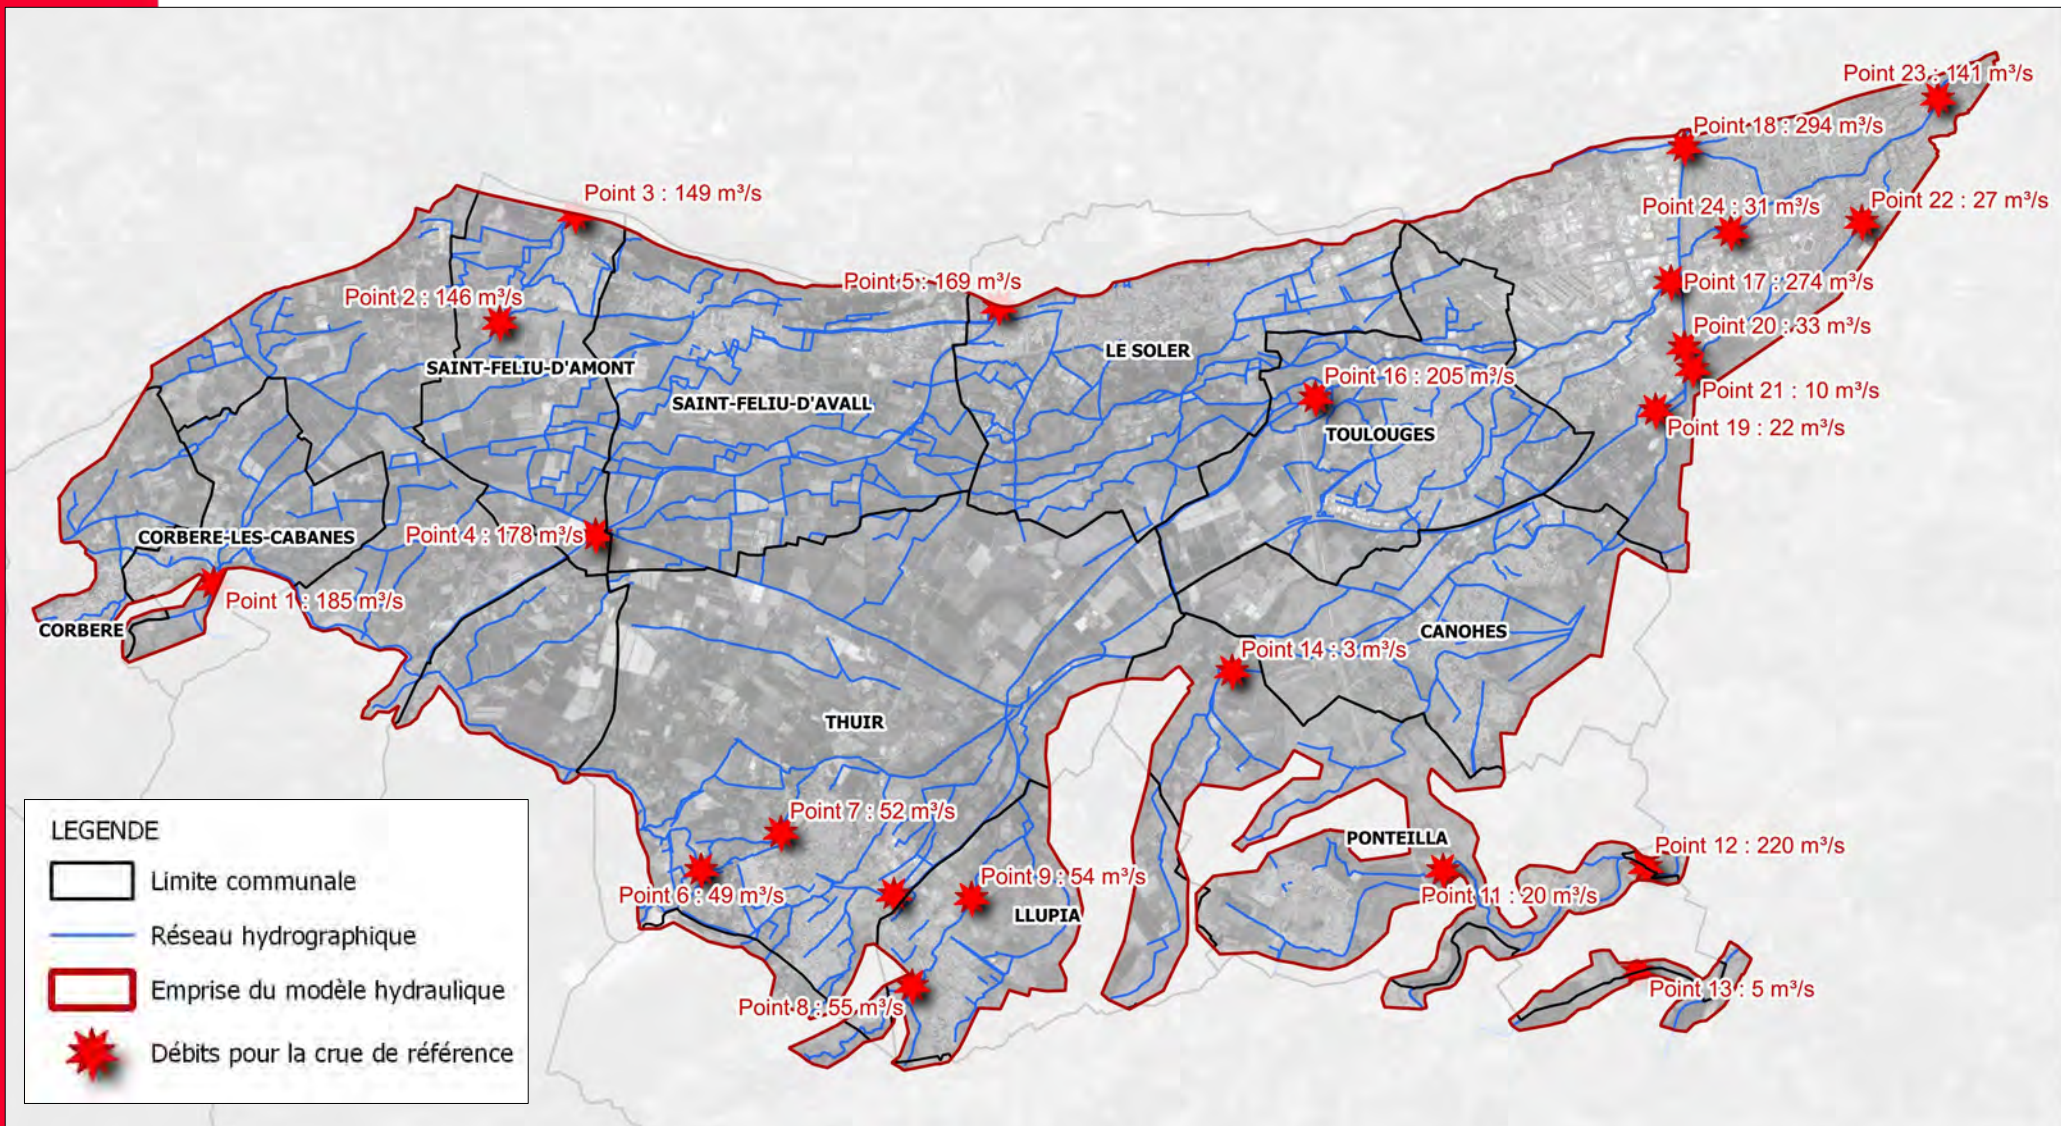 Point 23 : 141 m³/s
Point 18 : 294 m³/s
Point 3 : 149 m³/s
Point 24 : 31 m³/s
Point 22 : 27 m³/s
Point 5 : 169 m³/s
Point 17 : 274 m³/s
Point 2 : 146 m³/s
Point 20 : 33 m³/s
LE SOLER
SAINT-FELIU-D'AMONT
Point 16 : 205 m³/s
Point 21 : 10 m³/s
SAINT-FELIU-D'AVALL
Point 19 : 22 m³/s
TOULOUGES
CORBERE-LES-CABANES
Point 4 : 178 m³/s
Point 1 : 185 m³/s
CORBERE
CANOHES
Point 14 : 3 m³/s
THUIR
Point 7 : 52 m³/s
PONTEILLA
Point 12 : 220 m³/s
Point 9 : 54 m³/s
Point 6 : 49 m³/s
Point 11 : 20 m³/s
LLUPIA
Point 13 : 5 m³/s
Point 8 : 55 m³/s
LEGENDE
Limite communale
Réseau hydrographique
Emprise du modèle hydraulique
Débits pour la crue de référence